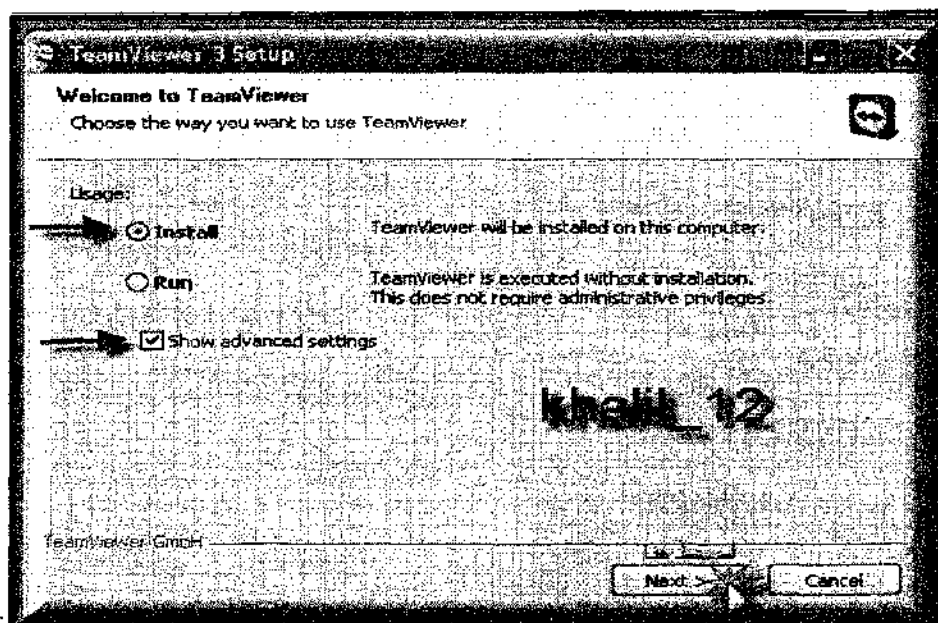 TeamViewer 3 Setup
Welcome to TeamViewer
Choose the way you want to use TeamViewer
Usage:
Install
TeamViewer will be installed on this computer.
Run
TeamViewer is executed without installation.
This does not require administrative privileges.
Show advanced settings
khalik_12
TeamViewer GmbH
Next >
Cancel